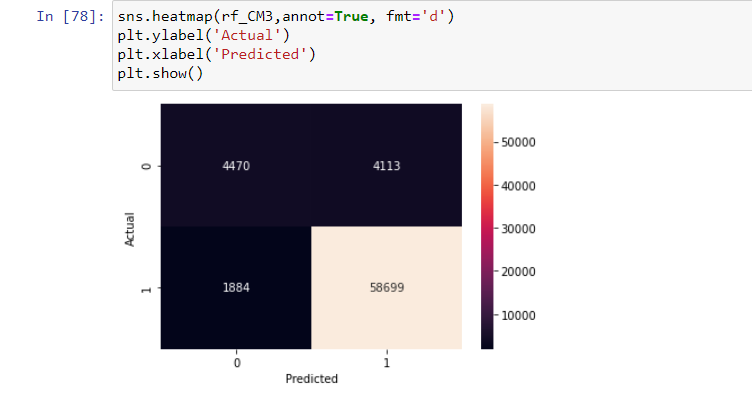 In [78]: sns.heatmap(rf_CM3,annot=True, fmt='d')
plt.ylabel('Actual')
plt.xlabel('Predicted')
plt.show()
50000
0 4470 4113
40000
Actual
30000
20000
1 1884 58699
10000
0 1
Predicted